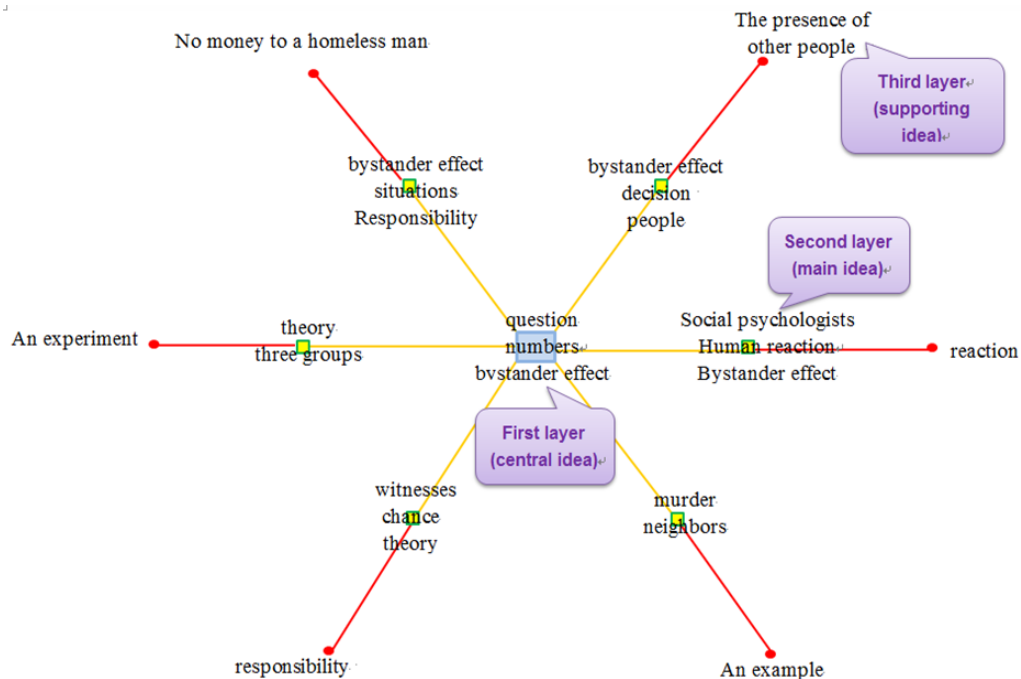 The presence of
other people
No money to a homeless man
Third layer
(supporting
idea)
bystander effect
situations
Responsibility
bystander effect
decision
people
Second layer
(main idea)
question
numbers
bystander effect
Social psychologists
Human reaction
Bystander effect
An experiment
theory
three groups
reaction
First layer
(central idea)
witnesses
chance
theory
murder
neighbors
responsibility
An example